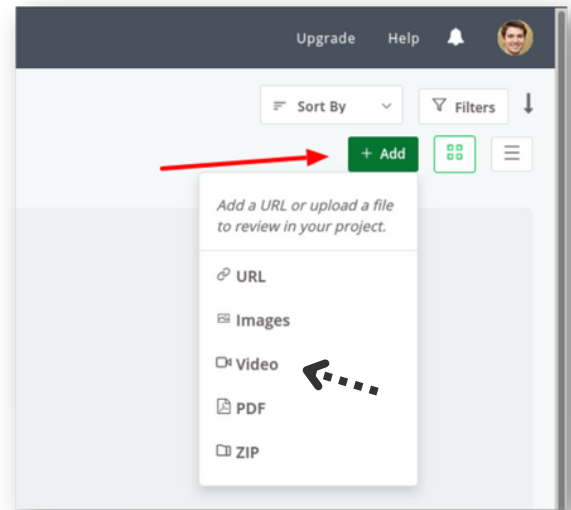 Upgrade Help
Sort By Filters
+ Add
Add a URL or upload a file
to review in your project.
URL
Images
Video
PDF
ZIP